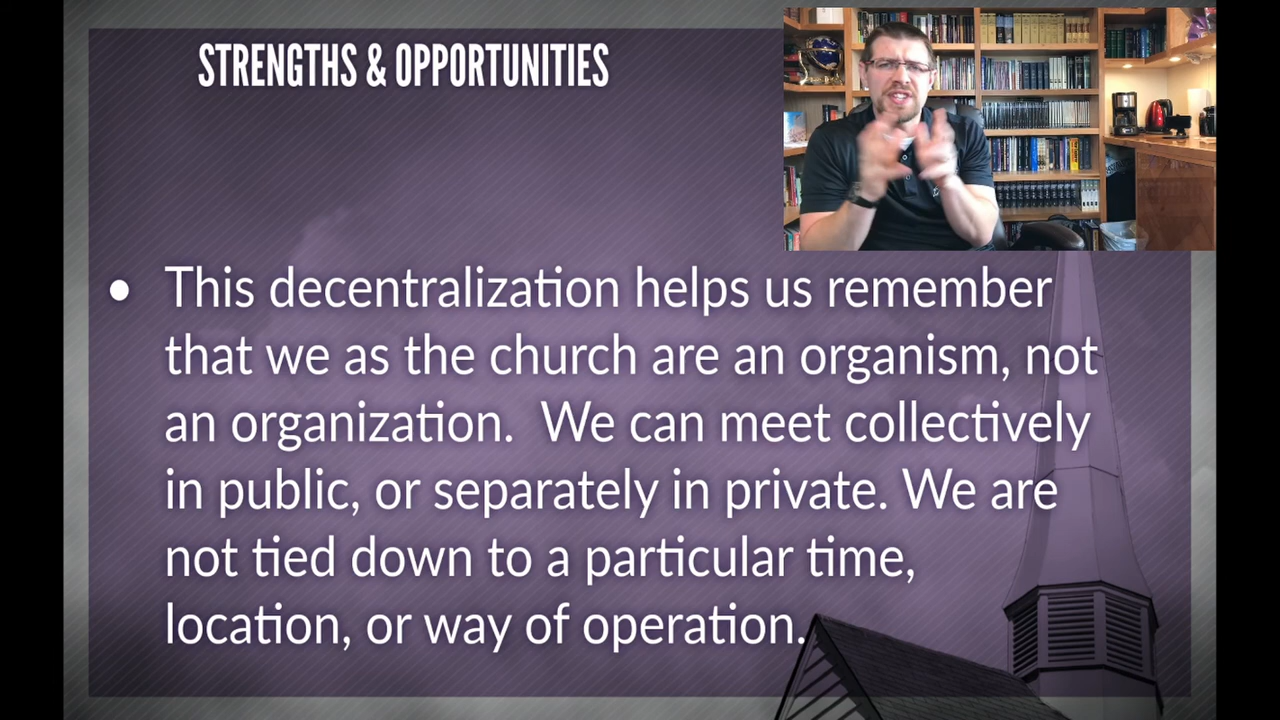 STRENGTHS & OPPORTUNITIES
• This decentralization helps us remember
that we as the church are an organism, not
an organization.  We can meet collectively
in public, or separately in private. We are
not tied down to a particular time,
location, or way of operation.